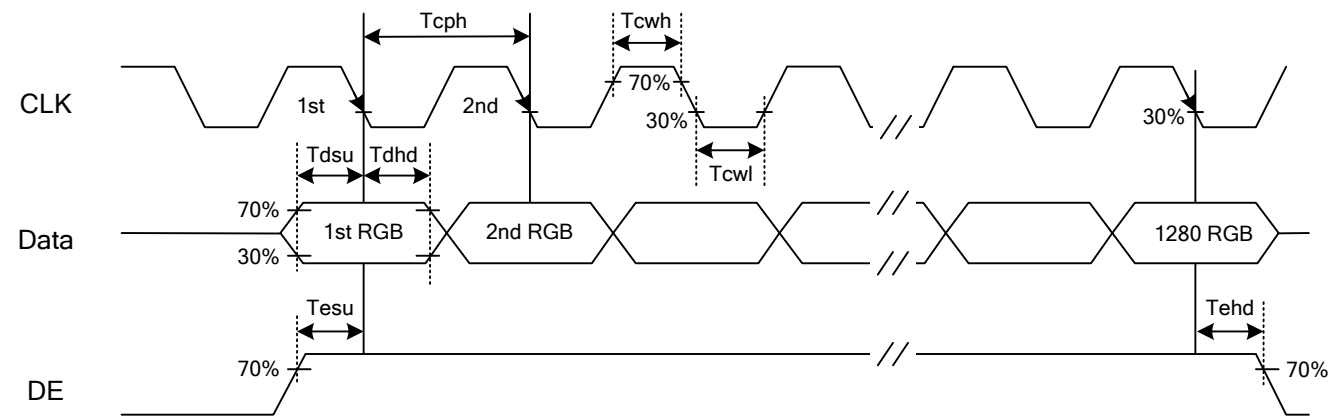 Tcph
Tcwh
CLK
1st
2nd
70%
30%
30%
Tdsu
Tdhd
Tcwl
Data
70%
1st RGB
2nd RGB
1280 RGB
30%
Tesu
Tehd
70%
70%
DE